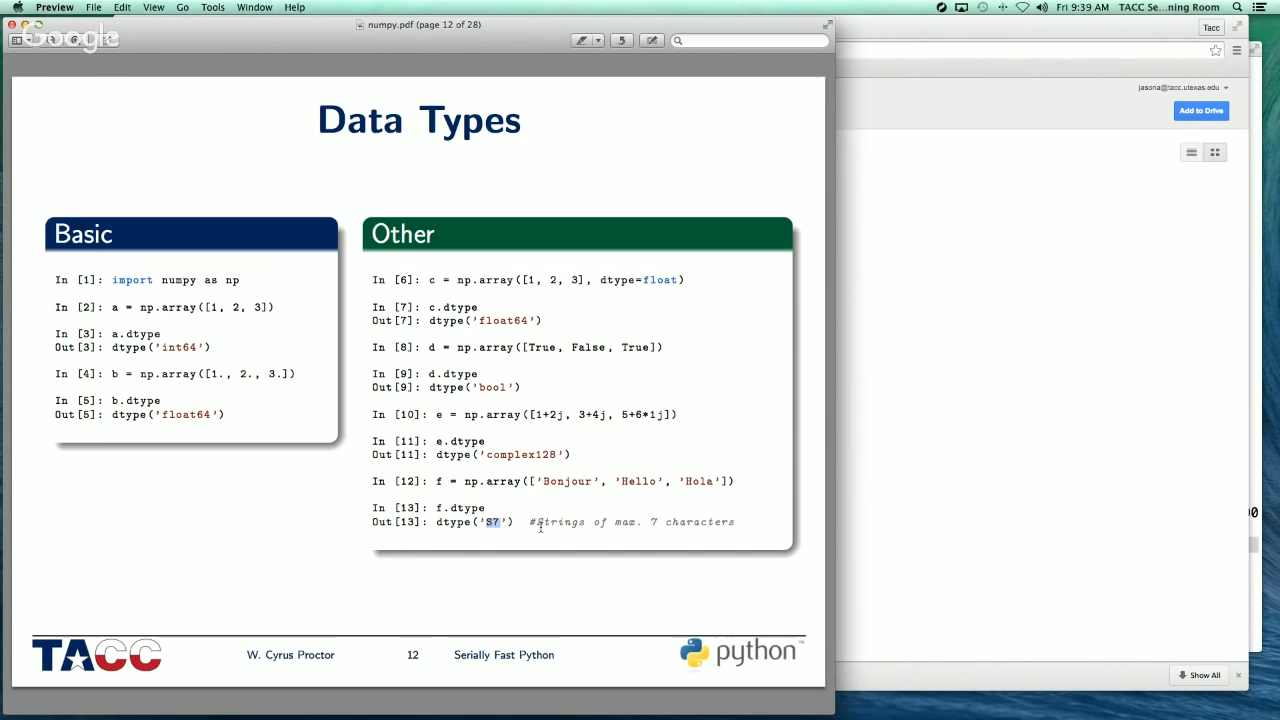 Preview File Edit View Go Tools Window Help
Fri 9:39 AM TACC Se...ning Room
Google
numpy.pdf (page 12 of 28)
Tacc
jasona@tacc.utexas.edu
Add to Drive
Data Types
Basic
In [1]: import numpy as np
In [2]: a = np.array([1, 2, 3])
In [3]: a.dtype
Out[3]: dtype('int64')
In [4]: b = np.array([1., 2., 3.])
In [5]: b.dtype
Out[5]: dtype('float64')
Other
In [6]: c = np.array([1, 2, 3], dtype=float)
In [7]: c.dtype
Out[7]: dtype('float64')
In [8]: d = np.array([True, False, True])
In [9]: d.dtype
Out[9]: dtype('bool')
In [10]: e = np.array([1+2j, 3+4j, 5+6*1j])
In [11]: e.dtype
Out[11]: dtype('complex128')
In [12]: f = np.array(['Bonjour', 'Hello', 'Hola'])
In [13]: f.dtype
Out[13]: dtype('S7') #Strings of max. 7 characters
TACC
W. Cyrus Proctor 12 Serially Fast Python
python™
Show All